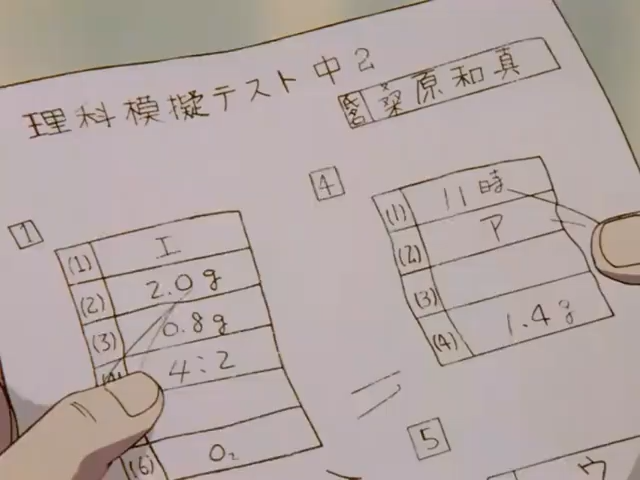 理科模擬テスト 中2
氏名 桑原和真
1
(1) エ
(2) 2.0g
(3) 0.8g
4:2
(6) O₂
4
(1) 11時
(2) ア
(3)
(4) 1.4g
5
ウ